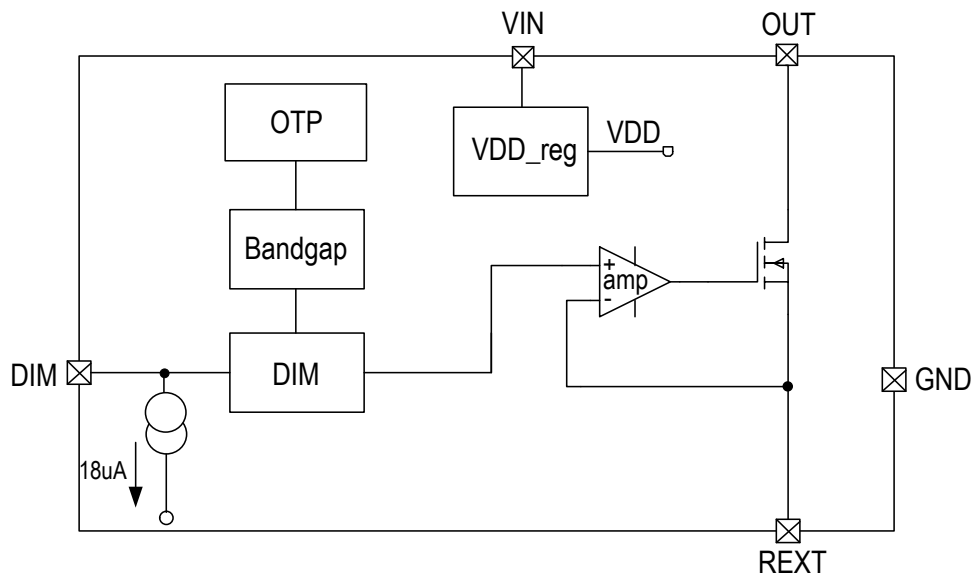 VIN
OUT
OTP
VDD_reg
VDD
Bandgap
+
amp
-
DIM
DIM
GND
18uA
REXT